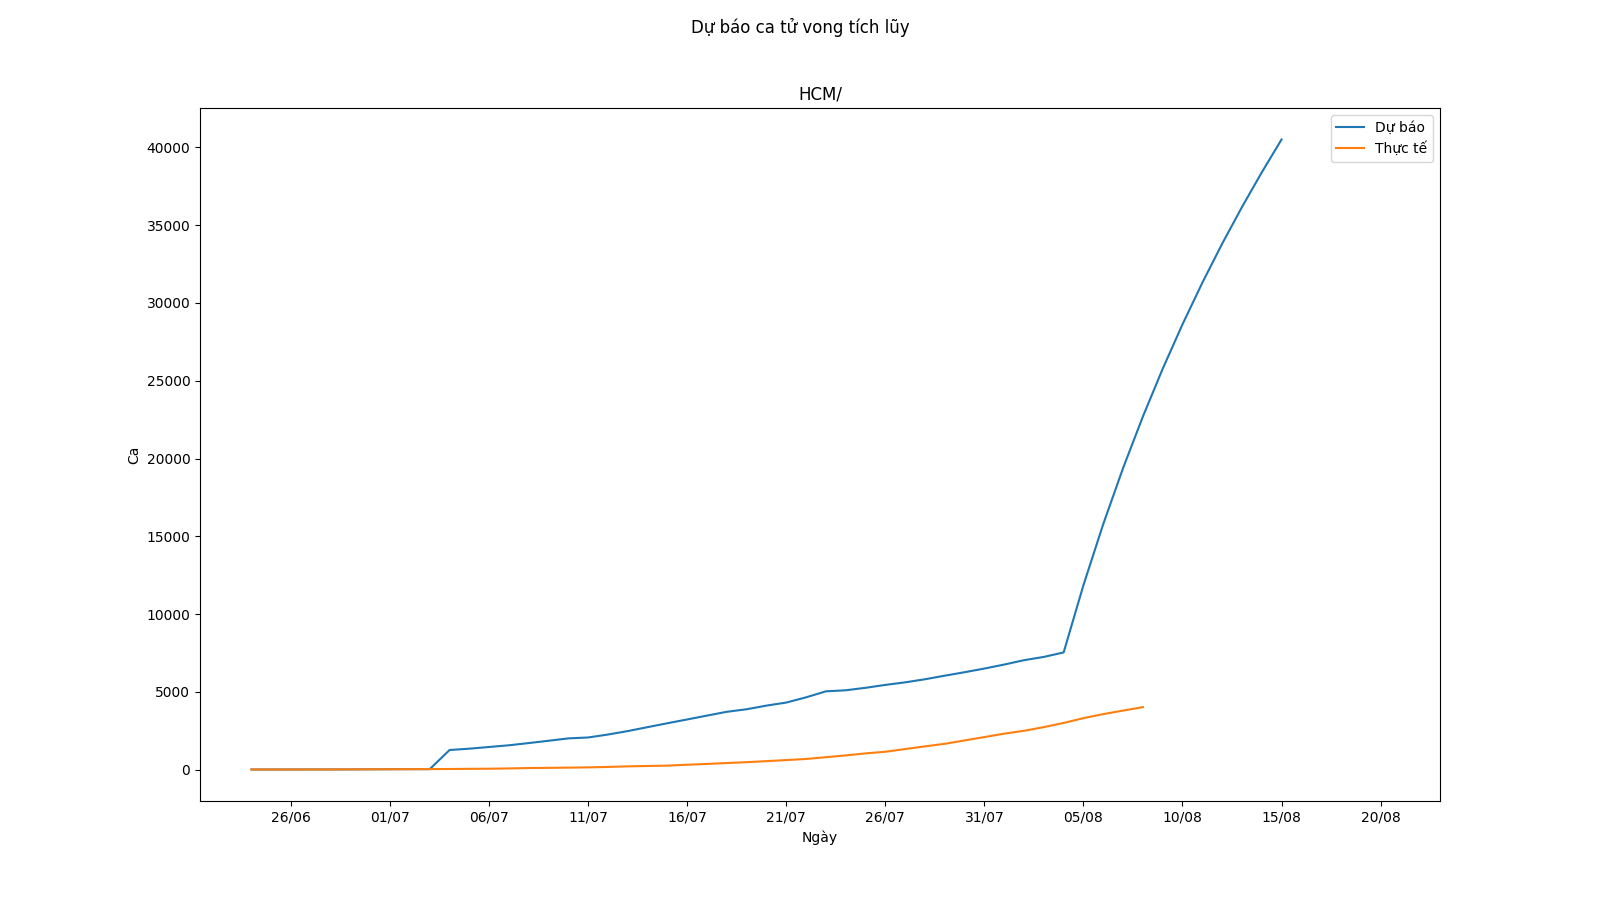 Dự báo ca tử vong tích lũy
HCM/
Dự báo
Thực tế
40000
35000
30000
25000
20000
15000
10000
5000
0
Ca
26/06 01/07 06/07 11/07 16/07 21/07 26/07 31/07 05/08 10/08 15/08 20/08
Ngày